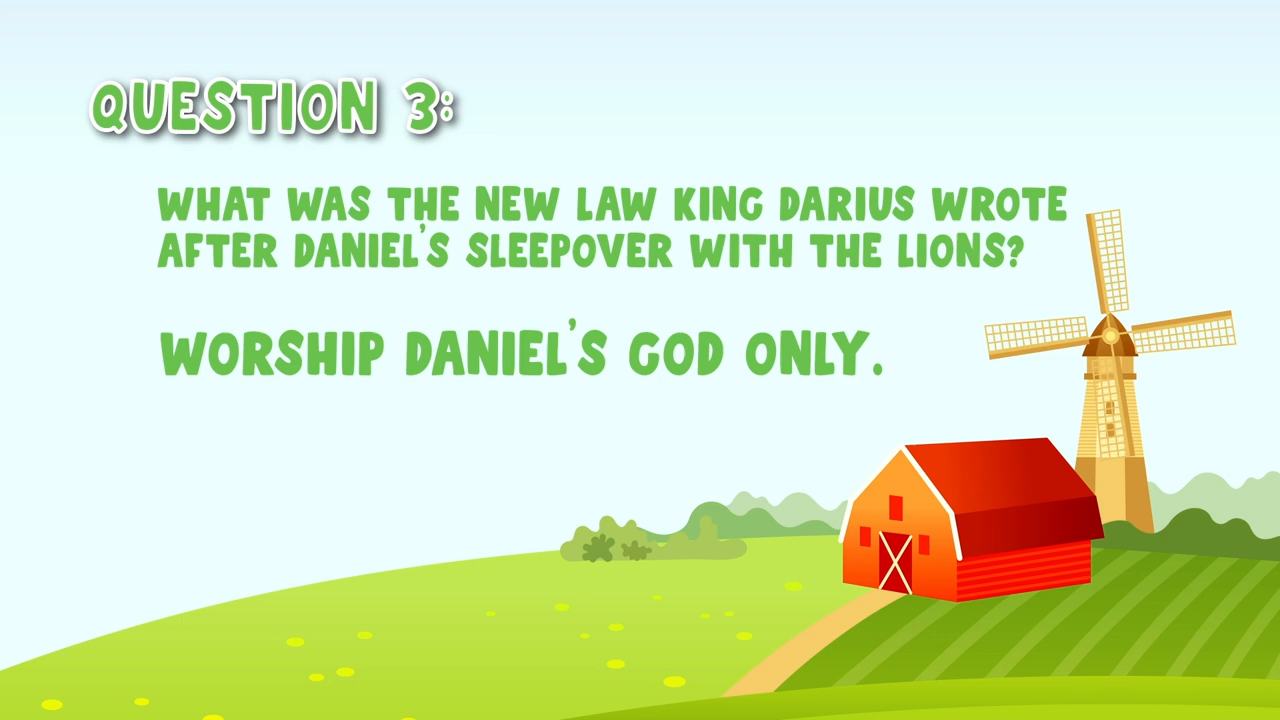 QUESTION 3:
WHAT WAS THE NEW LAW KING DARIUS WROTE
AFTER DANIEL'S SLEEPOVER WITH THE LIONS?
WORSHIP DANIEL'S GOD ONLY.